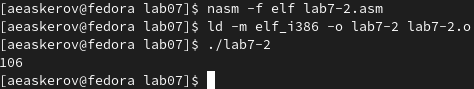 [aeaskerov@fedora lab07]$ nasm -f elf lab7-2.asm
[aeaskerov@fedora lab07]$ ld -m elf_i386 -o lab7-2 lab7-2.o
[aeaskerov@fedora lab07]$ ./lab7-2
106
[aeaskerov@fedora lab07]$